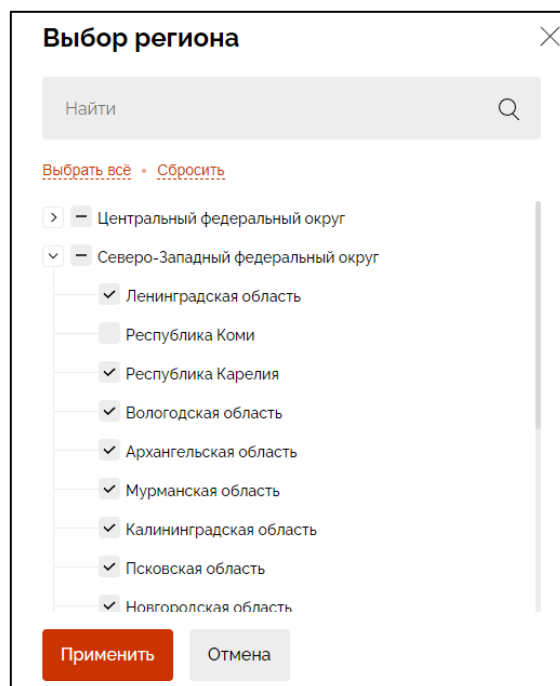 Выбор региона
Найти
Выбрать всё • Сбросить
Центральный федеральный округ
Северо-Западный федеральный округ
Ленинградская область
Республика Коми
Республика Карелия
Вологодская область
Архангельская область
Мурманская область
Калининградская область
Псковская область
Новгородская область
Применить Отмена